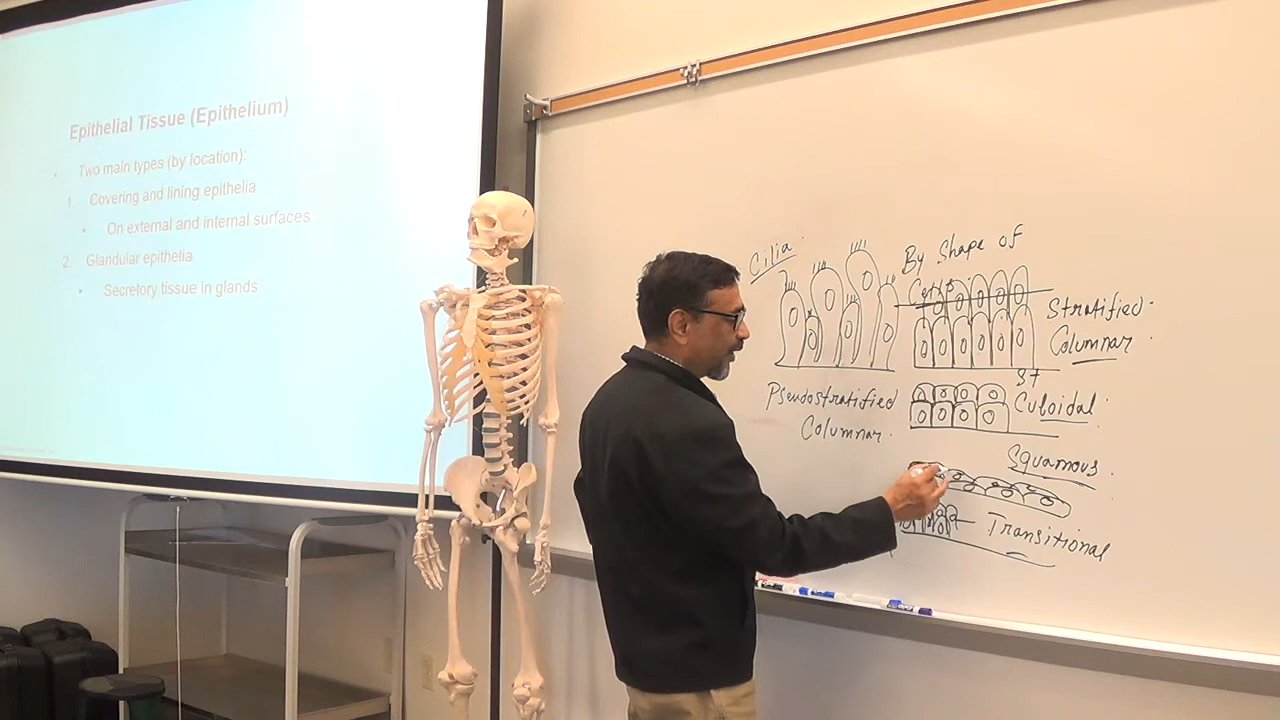 Epithelial Tissue (Epithelium)
• Two main types (by location):
1. Covering and lining epithelia
• On external and internal surfaces
2. Glandular epithelia
• Secretory tissue in glands
Cilia
Pseudostratified
Columnar.
By Shape of
Stratified
Columnar
St
Cuboidal.
Squamous.
Transitional